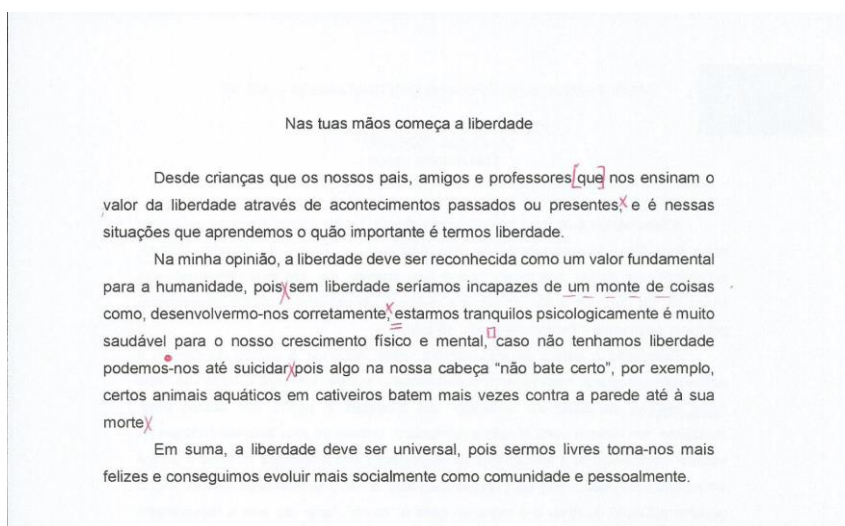 Nas tuas mãos começa a liberdade
Desde crianças que os nossos pais, amigos e professores [que] nos ensinam o
valor da liberdade através de acontecimentos passados ou presentes, e é nessas
situações que aprendemos o quão importante é termos liberdade.
Na minha opinião, a liberdade deve ser reconhecida como um valor fundamental
para a humanidade, pois sem liberdade seríamos incapazes de um monte de coisas
como, desenvolvermo-nos corretamente, estarmos tranquilos psicologicamente é muito
saudável para o nosso crescimento físico e mental, caso não tenhamos liberdade
podemos-nos até suicidar pois algo na nossa cabeça “não bate certo”, por exemplo,
certos animais aquáticos em cativeiros batem mais vezes contra a parede até à sua
morte
Em suma, a liberdade deve ser universal, pois sermos livres torna-nos mais
felizes e conseguimos evoluir mais socialmente como comunidade e pessoalmente.